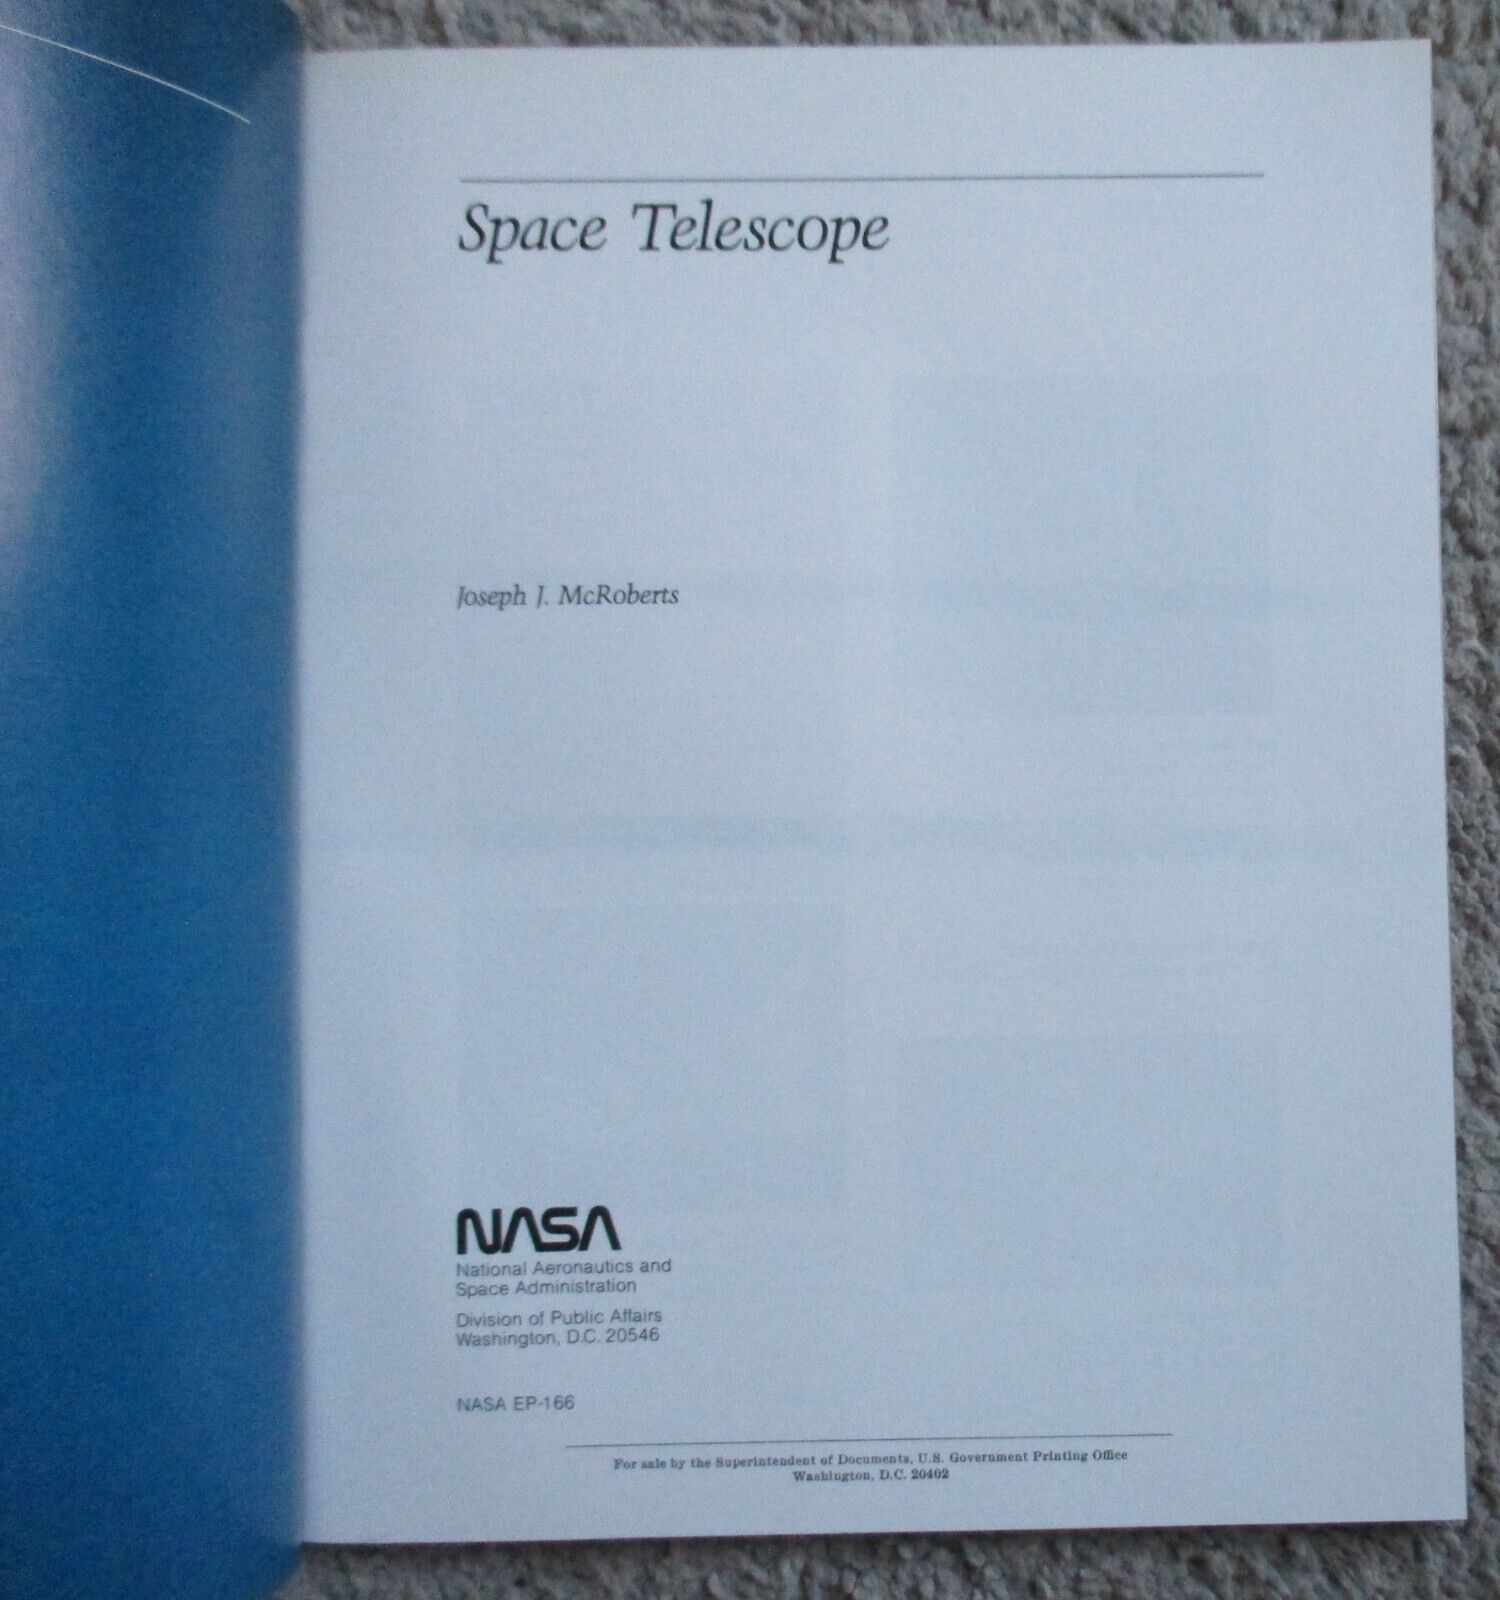 Space Telescope
Joseph J. McRoberts
NASA
National Aeronautics and
Space Administration
Division of Public Affairs
Washington, D.C. 20546
NASA EP-166
For sale by the Superintendent of Documents, U.S. Government Printing Office
Washington, D.C. 20402